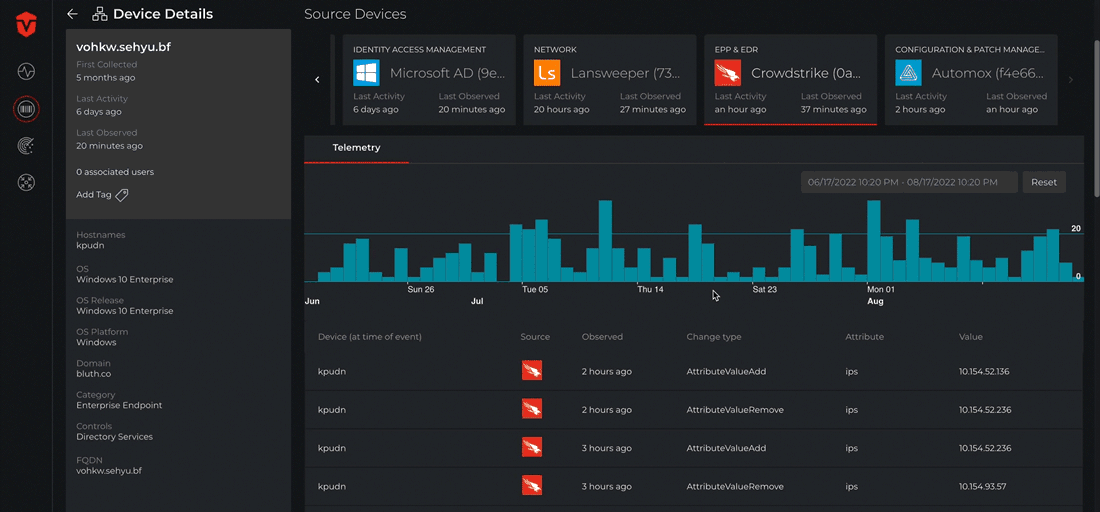 Device Details
vohkw.sehyu.bf
First Collected
5 months ago
Last Activity
6 days ago
Last Observed
20 minutes ago
0 associated users
Add Tag
Hostnames
kpudn
OS
Windows 10 Enterprise
OS Release
Windows 10 Enterprise
OS Platform
Windows
Domain
bluth.co
Category
Enterprise Endpoint
Controls
Directory Services
FQDN
vohkw.sehyu.bf
Source Devices
IDENTITY ACCESS MANAGEMENT
Microsoft AD (9e...
Last Activity Last Observed
6 days ago 20 minutes ago
NETWORK
Ls Lansweeper (73...
Last Activity Last Observed
20 hours ago 27 minutes ago
EPP & EDR
Crowdstrike (0a...
Last Activity Last Observed
an hour ago 37 minutes ago
CONFIGURATION & PATCH MANAGE...
Automox (f4e66...
Last Activity Last Observed
2 hours ago an hour ago
Telemetry
06/17/2022 10:20 PM - 08/17/2022 10:20 PM Reset
20
0
Sun 26 Tue 05 Thu 14 Sat 23 Mon 01
Jun Jul Aug
Device (at time of event) Source Observed Change type Attribute Value
kpudn 2 hours ago AttributeValueAdd ips 10.154.52.136
kpudn 2 hours ago AttributeValueRemove ips 10.154.52.236
kpudn 3 hours ago AttributeValueAdd ips 10.154.52.236
kpudn 3 hours ago AttributeValueRemove ips 10.154.93.57